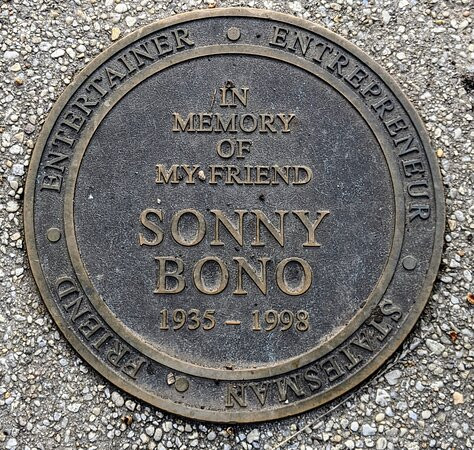 ENTERTAINER • ENTREPRENEUR • STATESMAN • FRIEND •
IN
MEMORY
OF
MY FRIEND
SONNY
BONO
1935 – 1998